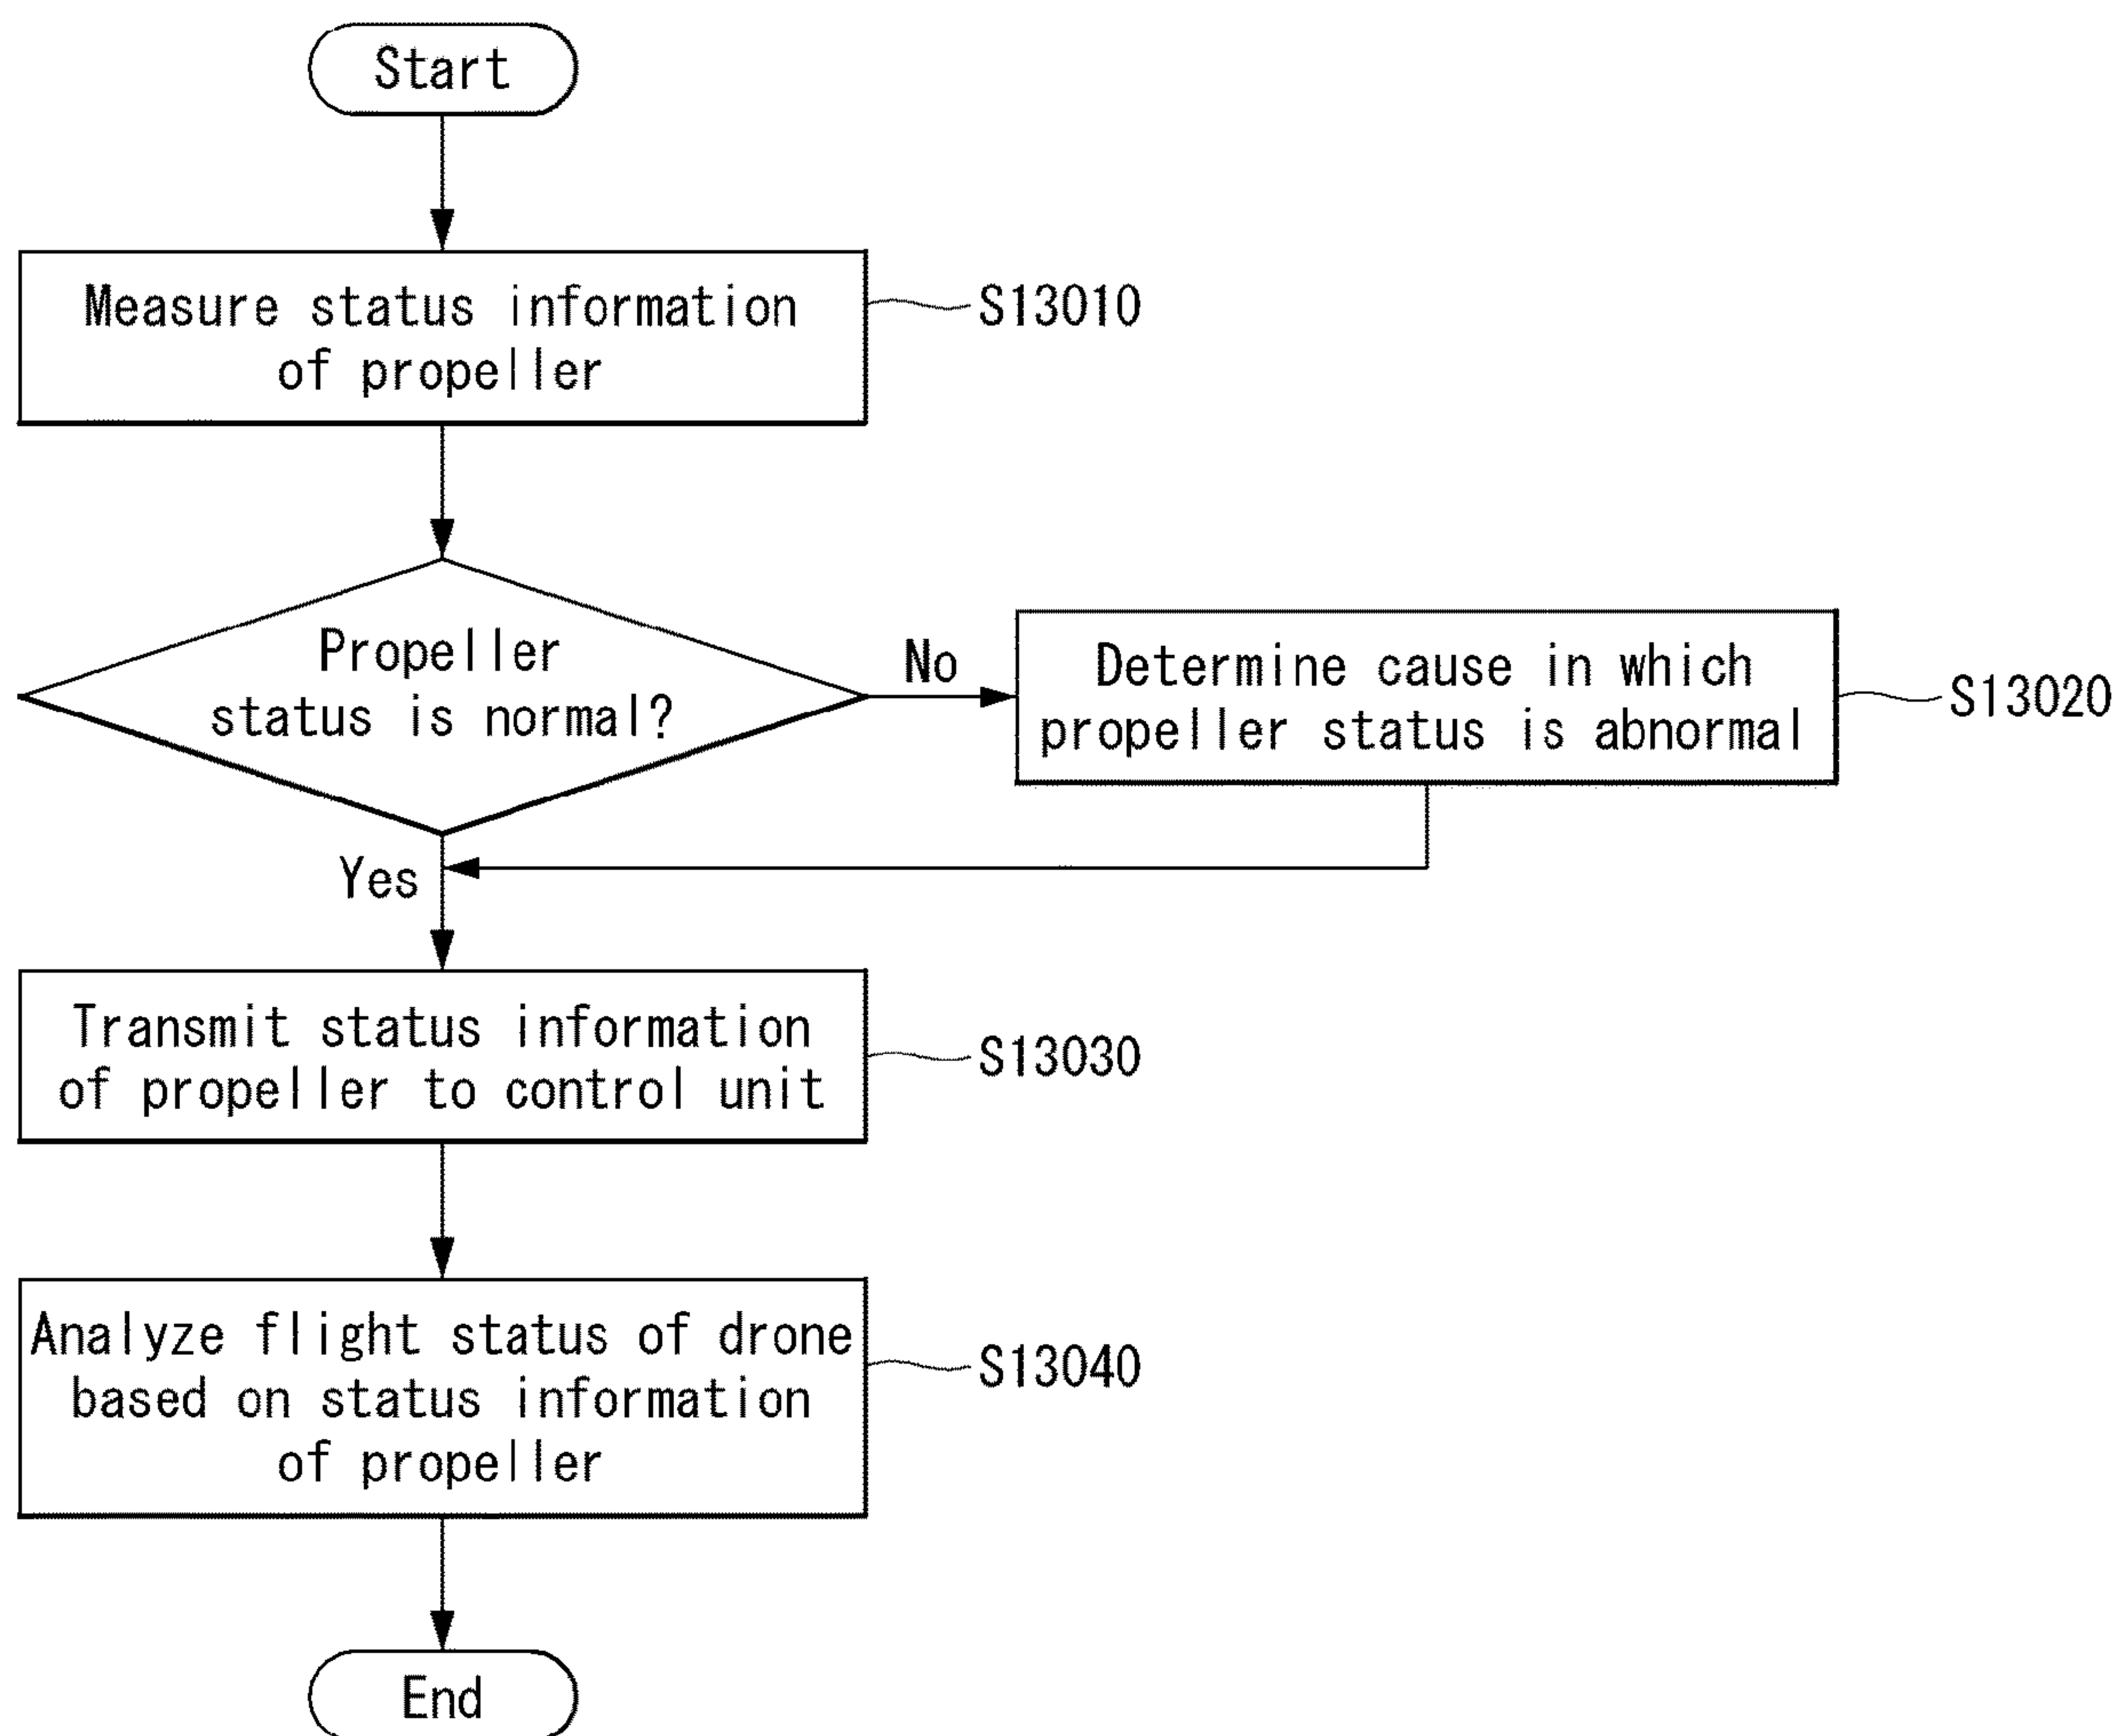 Start
Measure status information
of propeller
S13010
Propeller
status is normal?
No
Determine cause in which
propeller status is abnormal
S13020
Yes
Transmit status information
of propeller to control unit
S13030
Analyze flight status of drone
based on status information
of propeller
S13040
End